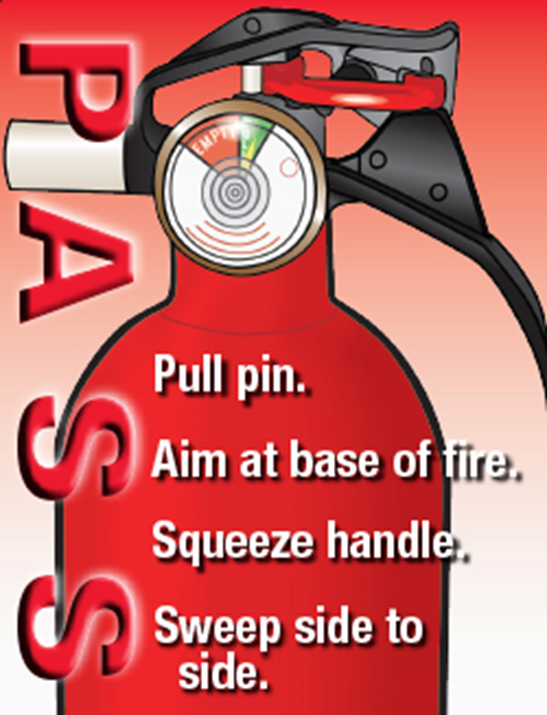 PASS
EMPTY
Pull pin.
Aim at base of fire.
Squeeze handle.
Sweep side to
side.